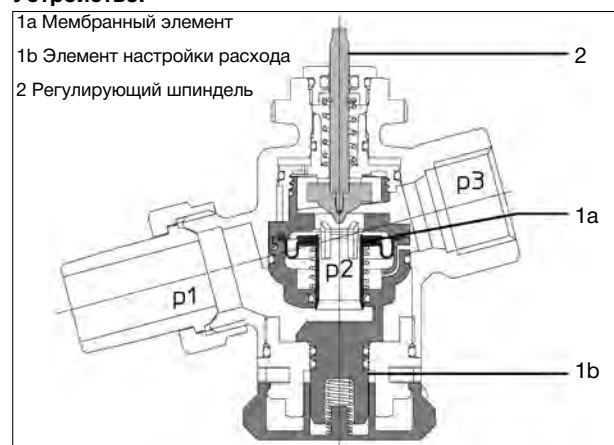 1a Мембранный элемент
1b Элемент настройки расхода
2 Регулирующий шпиндель
2
p3
1a
p2
p1
1b